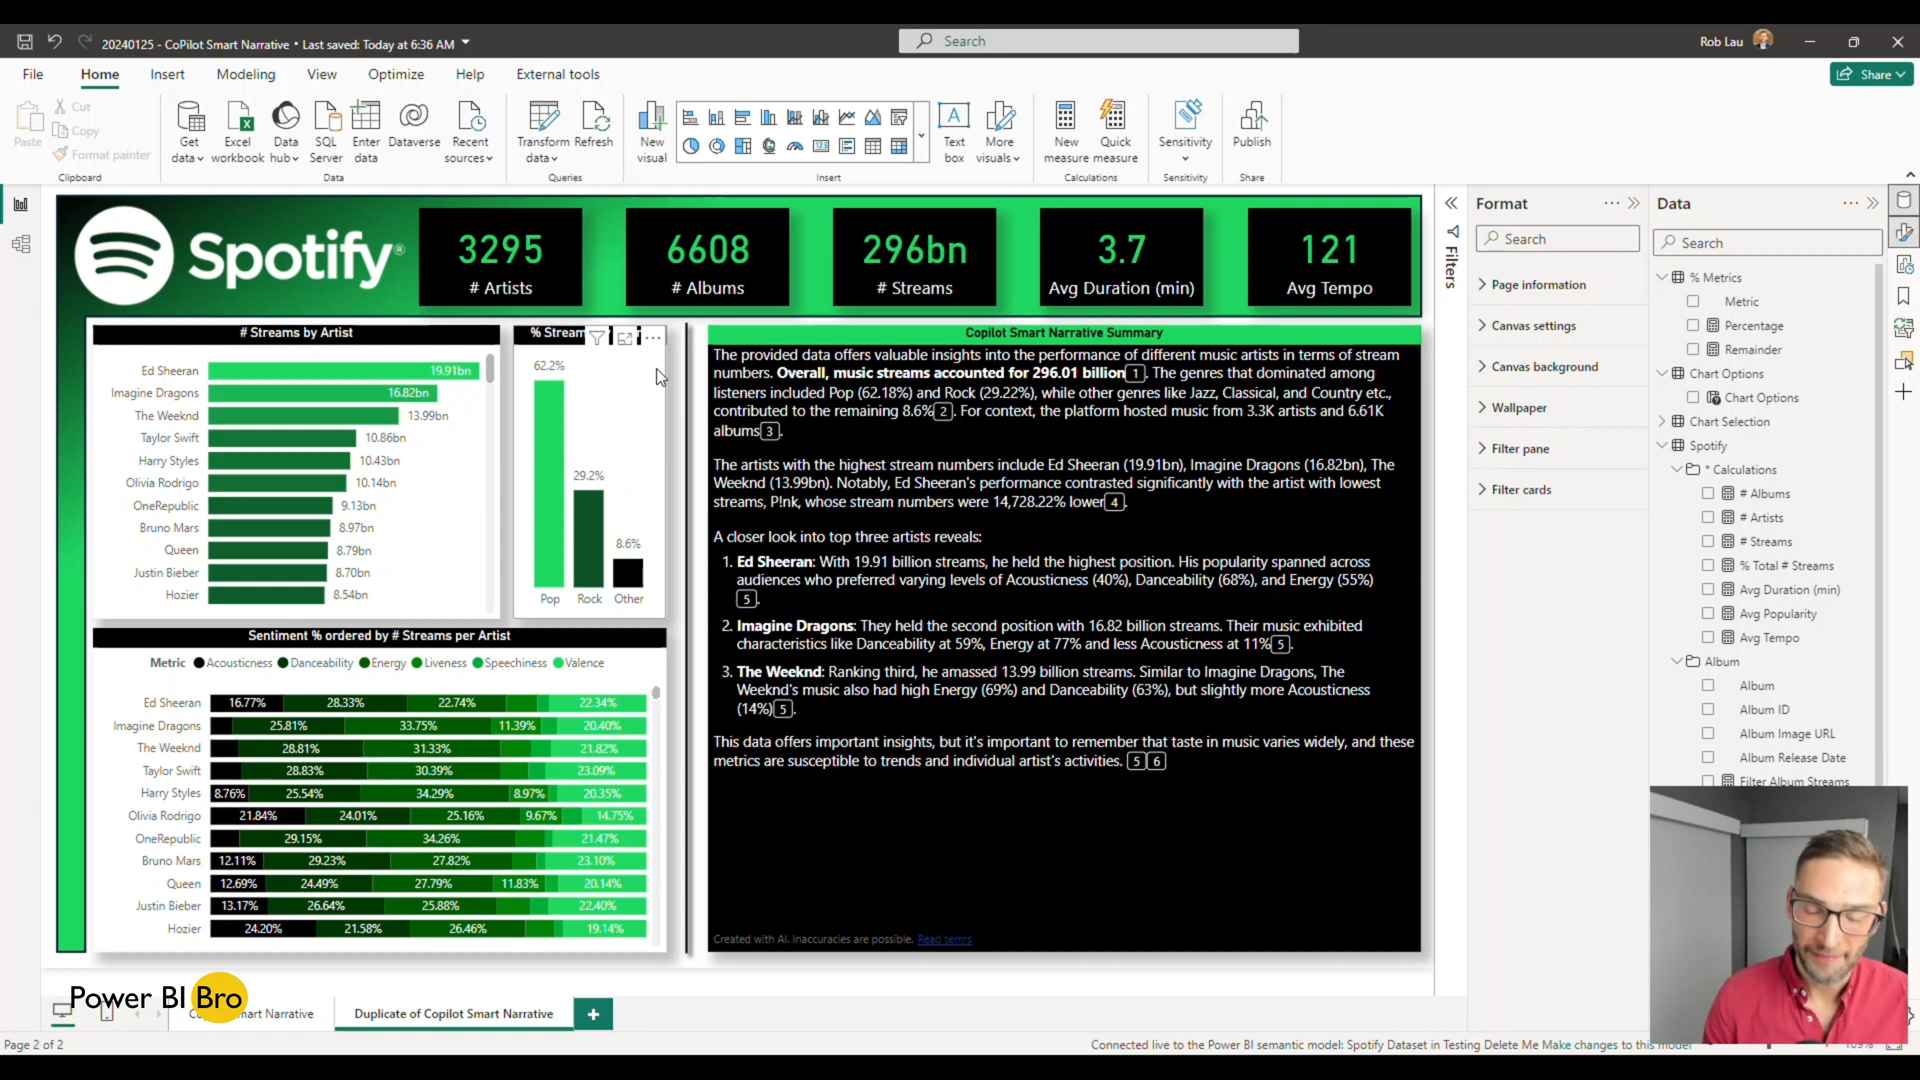 20240125 - CoPilot Smart Narrative • Last saved: Today at 6:36 AM
Search
Rob Lau
File
Home
Insert
Modeling
View
Optimize
Help
External tools
Share
Paste
Cut
Copy
Format painter
Clipboard
Get data
Excel workbook
Data hub
SQL Server
Enter data
Dataverse
Recent sources
Data
Transform data
Refresh
Queries
New visual
Text box
More visuals
Insert
New measure
Quick measure
Calculations
Sensitivity
Sensitivity
Publish
Share
Spotify®
3295
# Artists
6608
# Albums
296bn
# Streams
3.7
Avg Duration (min)
121
Avg Tempo
# Streams by Artist
Ed Sheeran 19.91bn
Imagine Dragons 16.82bn
The Weeknd 13.99bn
Taylor Swift 10.86bn
Harry Styles 10.43bn
Olivia Rodrigo 10.14bn
OneRepublic 9.13bn
Bruno Mars 8.97bn
Queen 8.79bn
Justin Bieber 8.70bn
Hozier 8.54bn
% Stream
62.2%
29.2%
8.6%
Pop Rock Other
Sentiment % ordered by # Streams per Artist
Metric Acousticness Danceability Energy Liveness Speechiness Valence
Ed Sheeran 16.77% 28.33% 22.74% 22.34%
Imagine Dragons 25.81% 33.75% 11.39% 20.40%
The Weeknd 28.81% 31.33% 21.82%
Taylor Swift 28.83% 30.39% 23.09%
Harry Styles 8.76% 25.54% 34.29% 8.97% 20.35%
Olivia Rodrigo 21.84% 24.01% 25.16% 9.67% 14.75%
OneRepublic 29.15% 34.26% 21.47%
Bruno Mars 12.11% 29.23% 27.82% 23.10%
Queen 12.69% 24.49% 27.79% 11.83% 20.14%
Justin Bieber 13.17% 26.64% 25.88% 22.40%
Hozier 24.20% 21.58% 26.46% 19.14%
Copilot Smart Narrative Summary
The provided data offers valuable insights into the performance of different music artists in terms of stream
numbers. Overall, music streams accounted for 296.01 billion 1 . The genres that dominated among
listeners included Pop (62.18%) and Rock (29.22%), while other genres like Jazz, Classical, and Country etc.,
contributed to the remaining 8.6% 2 . For context, the platform hosted music from 3.3K artists and 6.61K
albums 3 .
The artists with the highest stream numbers include Ed Sheeran (19.91bn), Imagine Dragons (16.82bn), The
Weeknd (13.99bn). Notably, Ed Sheeran's performance contrasted significantly with the artist with lowest
streams, P!nk, whose stream numbers were 14,728.22% lower 4 .
A closer look into top three artists reveals:
1. Ed Sheeran: With 19.91 billion streams, he held the highest position. His popularity spanned across
audiences who preferred varying levels of Acousticness (40%), Danceability (68%), and Energy (55%)
5 .
2. Imagine Dragons: They held the second position with 16.82 billion streams. Their music exhibited
characteristics like Danceability at 59%, Energy at 77% and less Acousticness at 11% 5 .
3. The Weeknd: Ranking third, he amassed 13.99 billion streams. Similar to Imagine Dragons, The
Weeknd's music also had high Energy (69%) and Danceability (63%), but slightly more Acousticness
(14%) 5 .
This data offers important insights, but it's important to remember that taste in music varies widely, and these
metrics are susceptible to trends and individual artist's activities. 5 6
Created with AI. Inaccuracies are possible. Read terms
Filters
Format
Search
Page information
Canvas settings
Canvas background
Wallpaper
Filter pane
Filter cards
Data
Search
% Metrics
Metric
Percentage
Remainder
Chart Options
Chart Options
Chart Selection
Spotify
* Calculations
# Albums
# Artists
# Streams
% Total # Streams
Avg Duration (min)
Avg Popularity
Avg Tempo
Album
Album
Album ID
Album Image URL
Album Release Date
Filter Album Streams
Power BI Bro
mart Narrative
Duplicate of Copilot Smart Narrative
Page 2 of 2
Connected live to the Power BI semantic model: Spotify Dataset in Testing Delete Me Make changes to this model